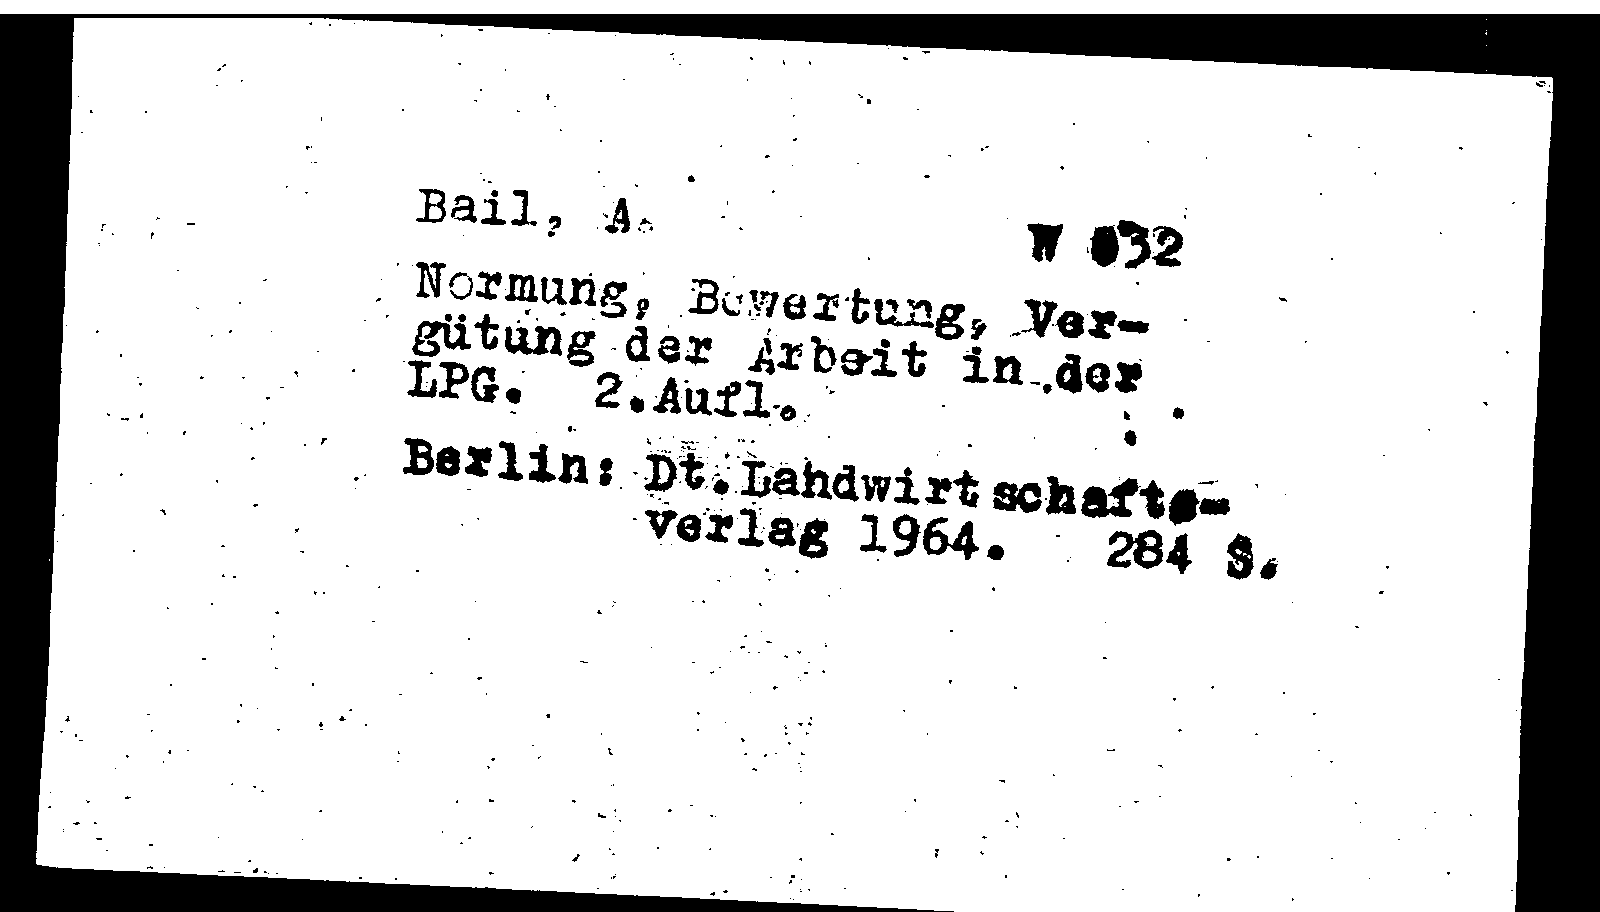 Bail, A.
W 032
Normung, Bewertung, Ver-
gütung der Arbeit in der
LPG. 2.Aufl.
Berlin: Dt.Landwirtschafts-
verlag 1964. 284 S.